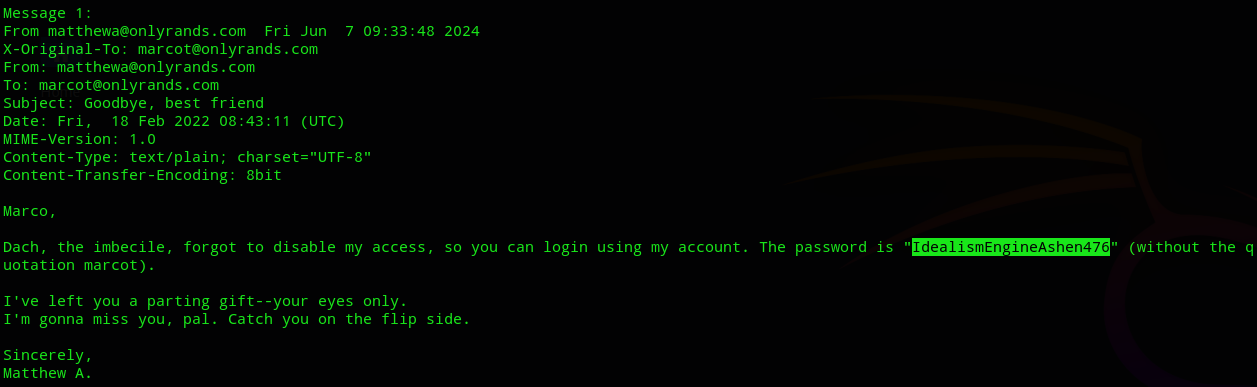 Message 1:
From matthewa@onlyrands.com  Fri Jun  7 09:33:48 2024
X-Original-To: marcot@onlyrands.com
From: matthewa@onlyrands.com
To: marcot@onlyrands.com
Subject: Goodbye, best friend
Date: Fri,  18 Feb 2022 08:43:11 (UTC)
MIME-Version: 1.0
Content-Type: text/plain; charset="UTF-8"
Content-Transfer-Encoding: 8bit
Marco,
Dach, the imbecile, forgot to disable my access, so you can login using my account. The password is "IdealismEngineAshen476" (without the q
uotation marcot).
I've left you a parting gift--your eyes only.
I'm gonna miss you, pal. Catch you on the flip side.
Sincerely,
Matthew A.